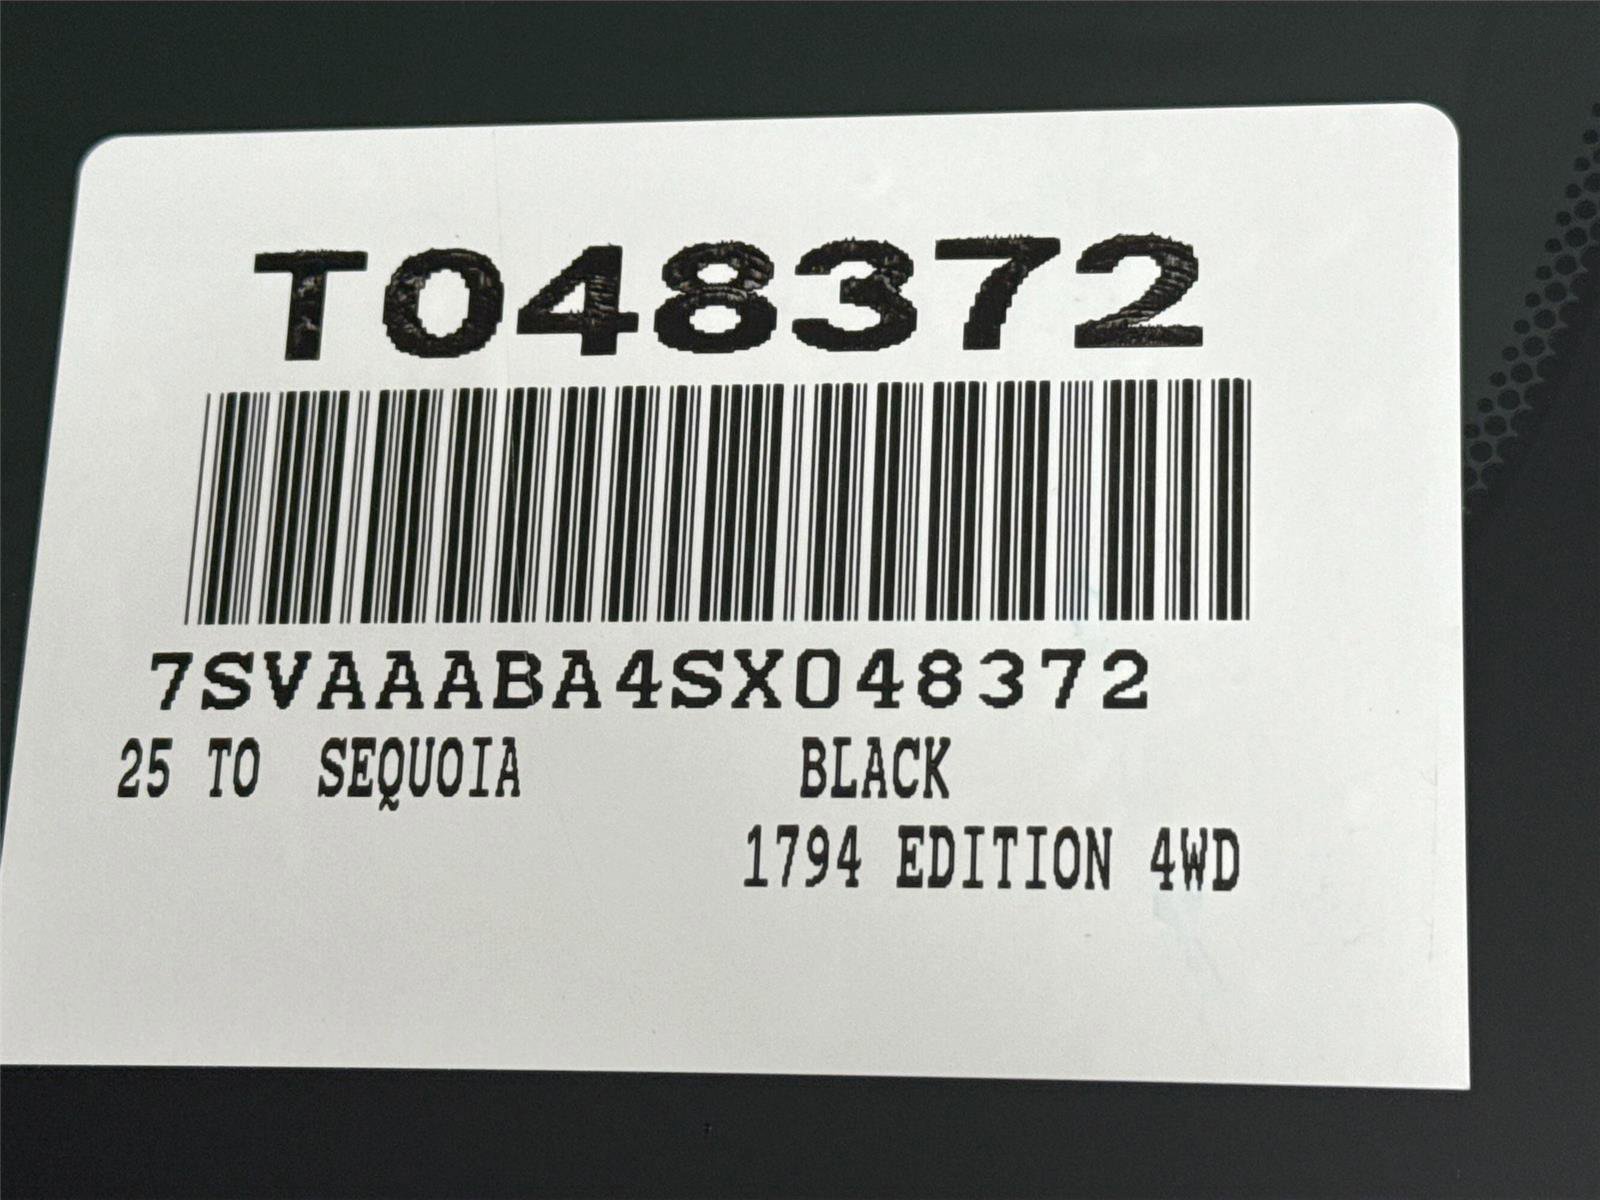 T048372
7SVAAABA4SX048372
25 TO SEQUOIA BLACK
1794 EDITION 4WD